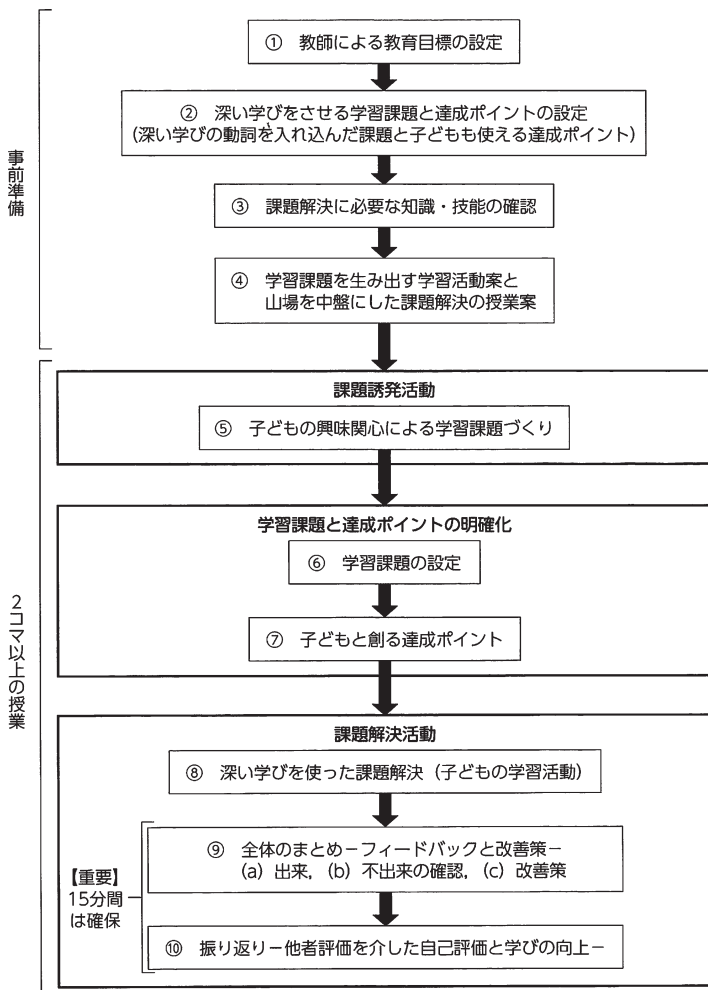 事前準備
① 教師による教育目標の設定
② 深い学びをさせる学習課題と達成ポイントの設定
(深い学びの動詞を入れ込んだ課題と子どもも使える達成ポイント)
③ 課題解決に必要な知識・技能の確認
④ 学習課題を生み出す学習活動案と
山場を中盤にした課題解決の授業案
2コマ以上の授業
課題誘発活動
⑤ 子どもの興味関心による学習課題づくり
学習課題と達成ポイントの明確化
⑥ 学習課題の設定
⑦ 子どもと創る達成ポイント
課題解決活動
⑧ 深い学びを使った課題解決(子どもの学習活動)
【重要】
15分間
は確保
⑨ 全体のまとめ-フィードバックと改善策-
(a) 出来,(b) 不出来の確認,(c) 改善策
⑩ 振り返り-他者評価を介した自己評価と学びの向上-